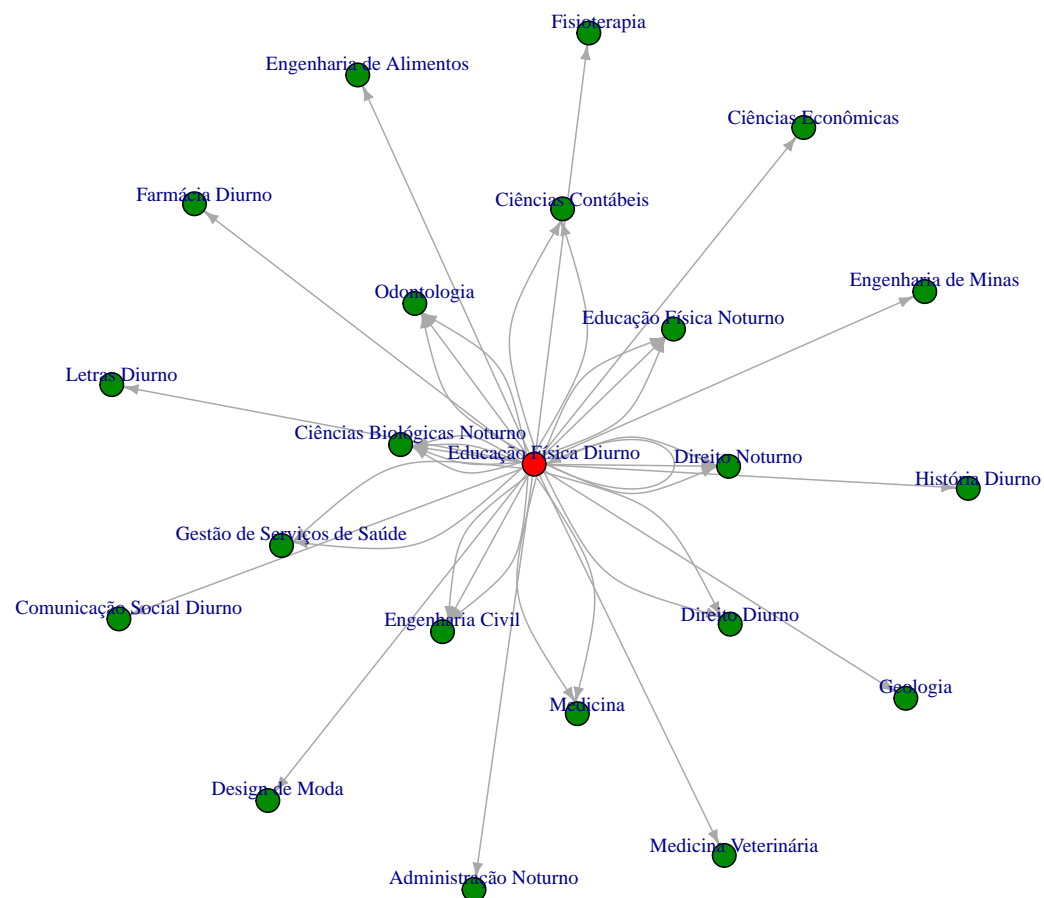 Fisioterapia
Engenharia de Alimentos
Ciências Econômicas
Farmácia Diurno
Ciências Contábeis
Engenharia de Minas
Odontologia
Educação Física Noturno
Letras Diurno
Ciências Biológicas Noturno
Educação Física Diurno
Direito Noturno
História Diurno
Gestão de Serviços de Saúde
Comunicação Social Diurno
Engenharia Civil
Direito Diurno
Geologia
Medicina
Design de Moda
Medicina Veterinária
Administração Noturno